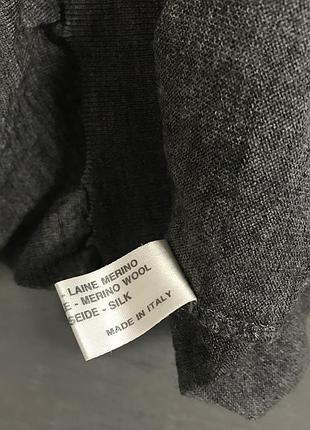 - LAINE MERINO
E - MERINO WOOL
SEIDE - SILK
MADE IN ITALY